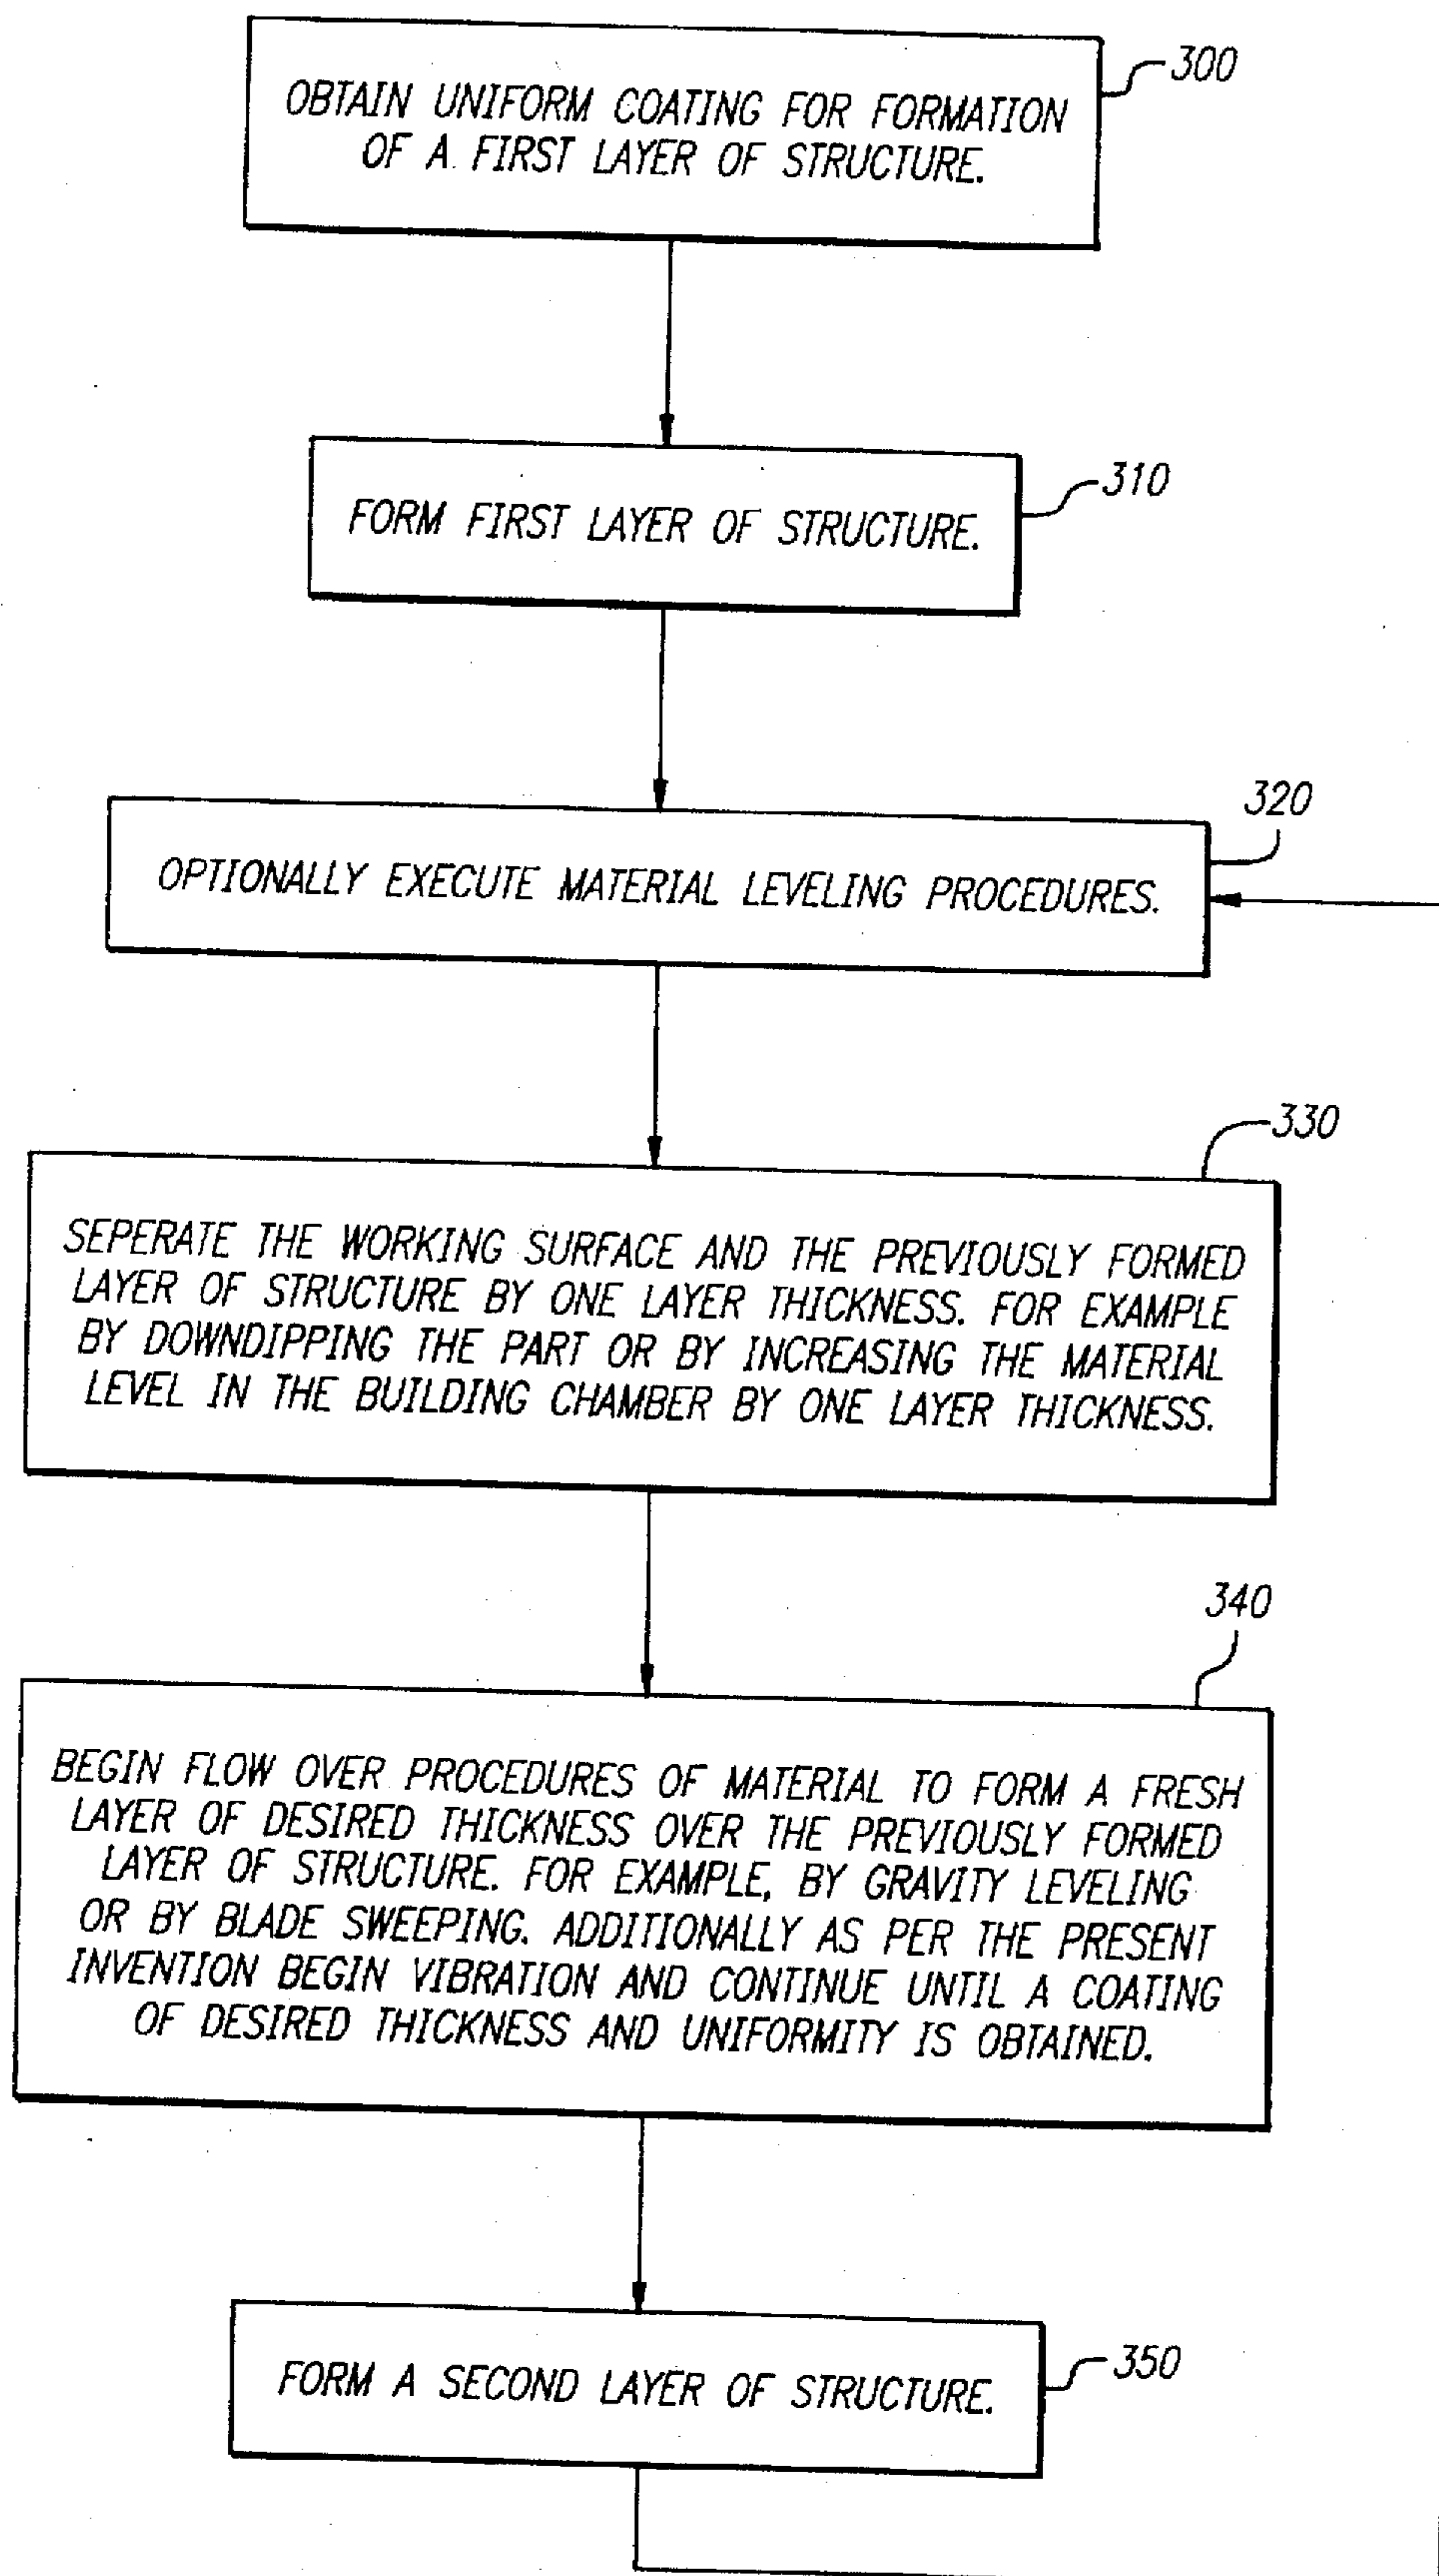 300
OBTAIN UNIFORM COATING FOR FORMATION
OF A FIRST LAYER OF STRUCTURE.
310
FORM FIRST LAYER OF STRUCTURE.
320
OPTIONALLY EXECUTE MATERIAL LEVELING PROCEDURES.
330
SEPERATE THE WORKING SURFACE AND THE PREVIOUSLY FORMED
LAYER OF STRUCTURE BY ONE LAYER THICKNESS. FOR EXAMPLE
BY DOWNDIPPING THE PART OR BY INCREASING THE MATERIAL
LEVEL IN THE BUILDING CHAMBER BY ONE LAYER THICKNESS.
340
BEGIN FLOW OVER PROCEDURES OF MATERIAL TO FORM A FRESH
LAYER OF DESIRED THICKNESS OVER THE PREVIOUSLY FORMED
LAYER OF STRUCTURE. FOR EXAMPLE, BY GRAVITY LEVELING
OR BY BLADE SWEEPING. ADDITIONALLY AS PER THE PRESENT
INVENTION BEGIN VIBRATION AND CONTINUE UNTIL A COATING
OF DESIRED THICKNESS AND UNIFORMITY IS OBTAINED.
350
FORM A SECOND LAYER OF STRUCTURE.